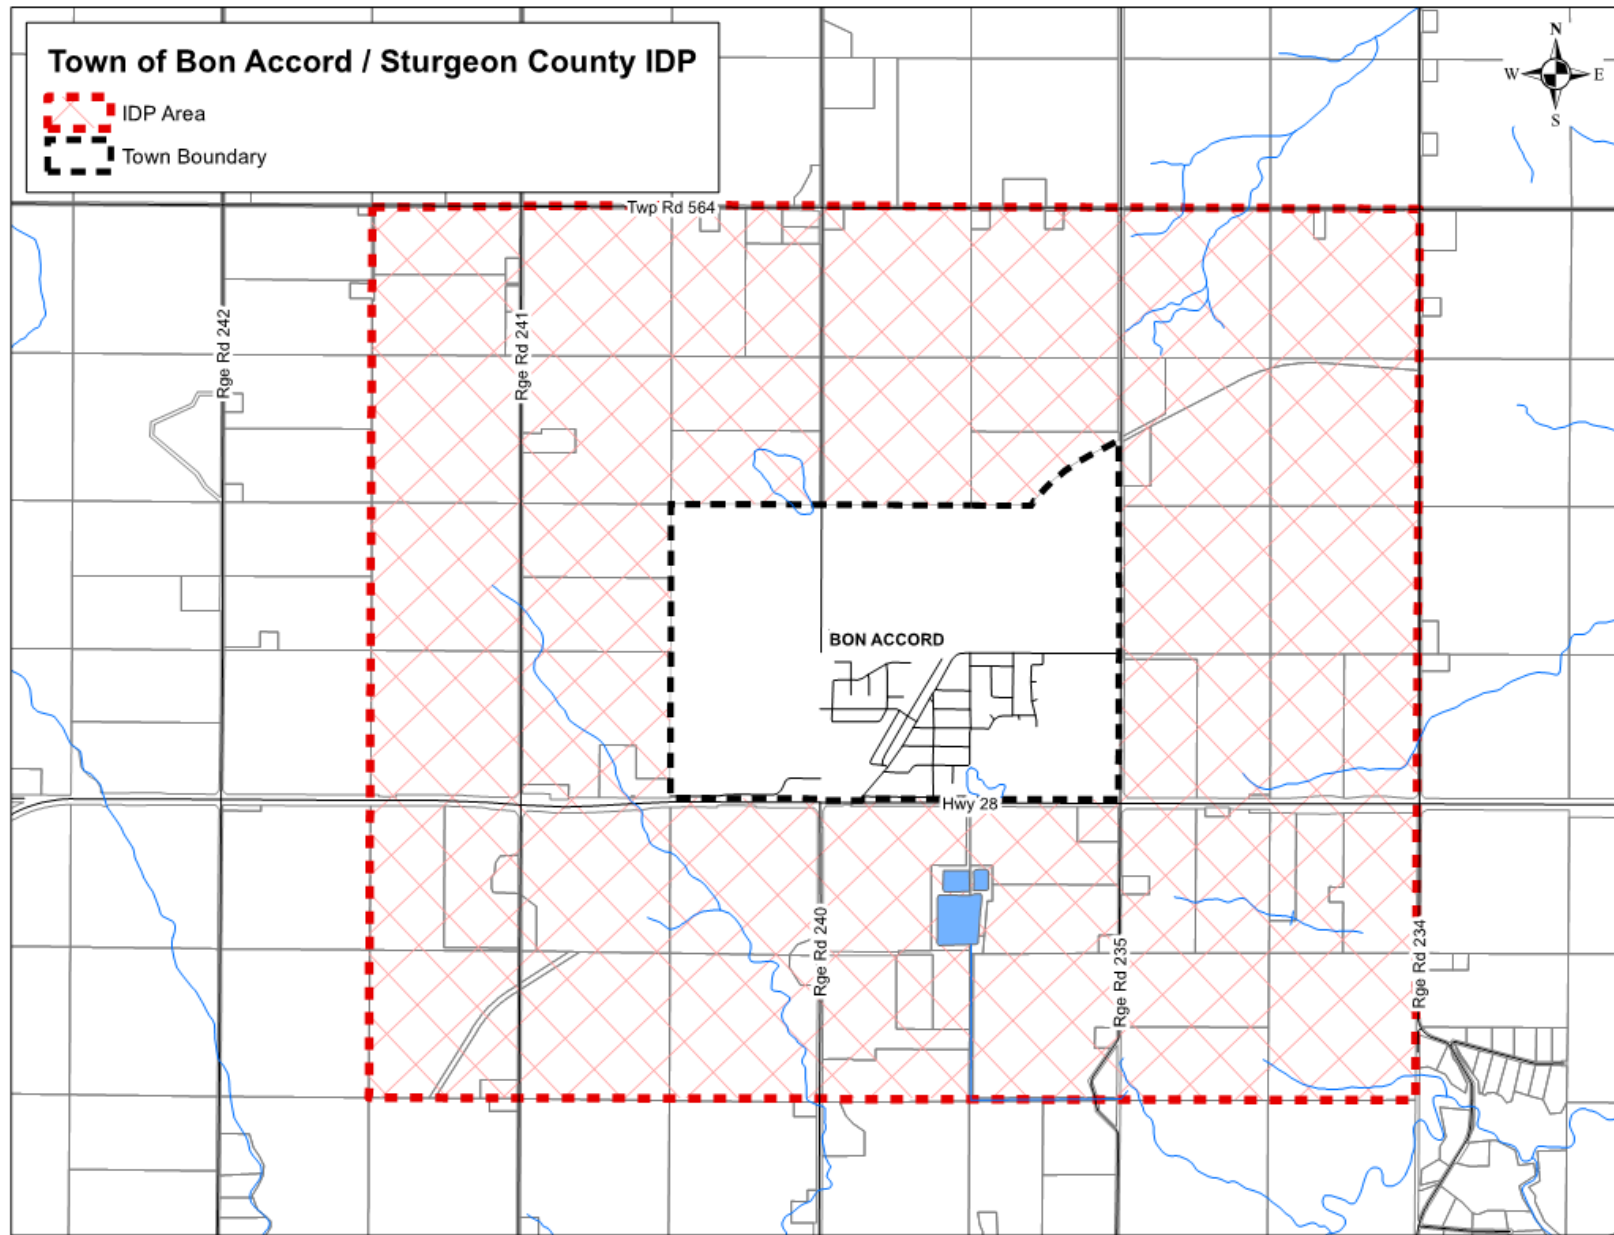 Town of Bon Accord / Sturgeon County IDP
IDP Area
Town Boundary
N
W E
S
Twp Rd 564
Rge Rd 242
Rge Rd 241
BON ACCORD
Hwy 28
Rge Rd 240
Rge Rd 235
Rge Rd 234